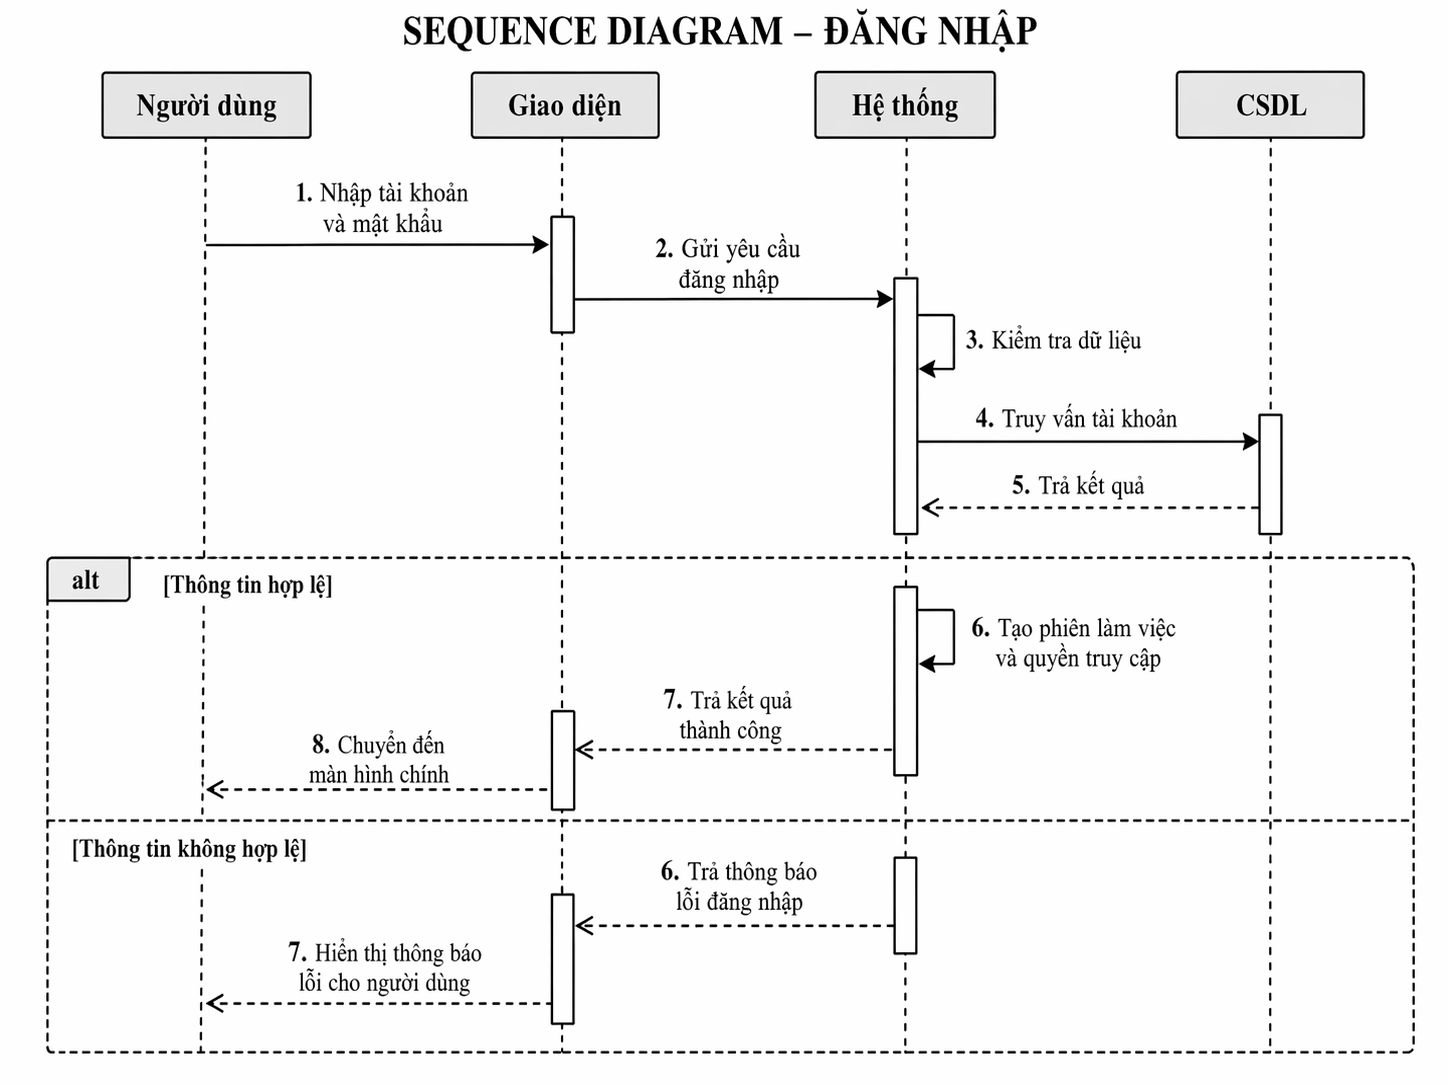 SEQUENCE DIAGRAM – ĐĂNG NHẬP
Người dùng
Giao diện
Hệ thống
CSDL
1. Nhập tài khoản
và mật khẩu
2. Gửi yêu cầu
đăng nhập
3. Kiểm tra dữ liệu
4. Truy vấn tài khoản
5. Trả kết quả
alt
[Thông tin hợp lệ]
6. Tạo phiên làm việc
và quyền truy cập
7. Trả kết quả
thành công
8. Chuyển đến
màn hình chính
[Thông tin không hợp lệ]
6. Trả thông báo
lỗi đăng nhập
7. Hiển thị thông báo
lỗi cho người dùng